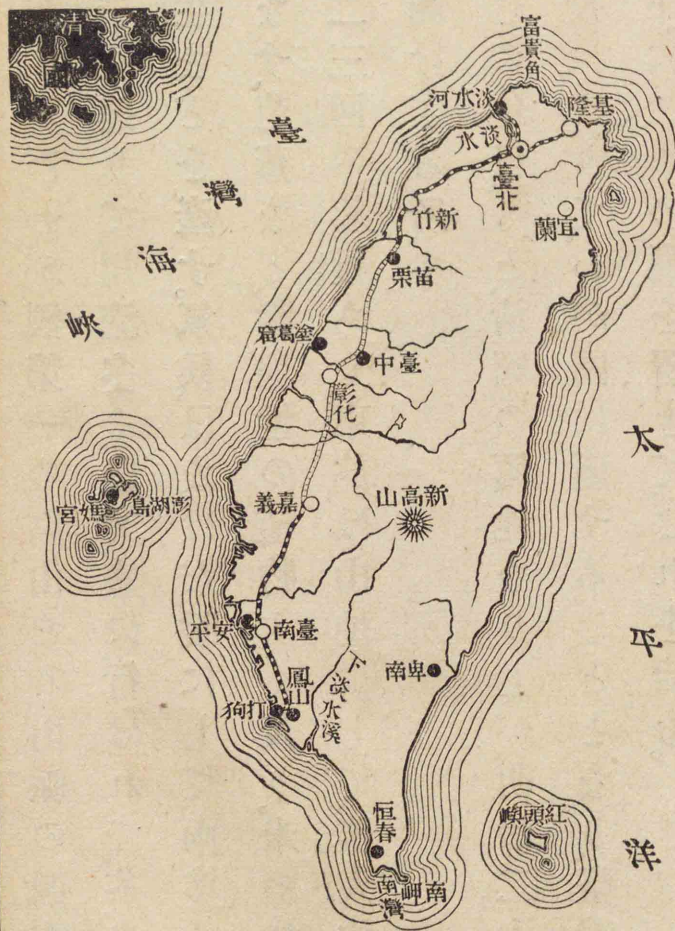 清國
臺灣海峽
富貴角
淡水河
淡水
基隆
臺北
宜蘭
新竹
苗栗
塗葛窟
臺中
彰化
太平洋
嘉義
新高山
澎湖島
媽宮
安平
臺南
卑南
鳳山
下淡水溪
打狗
恒春
紅頭嶼
南灣
南岬